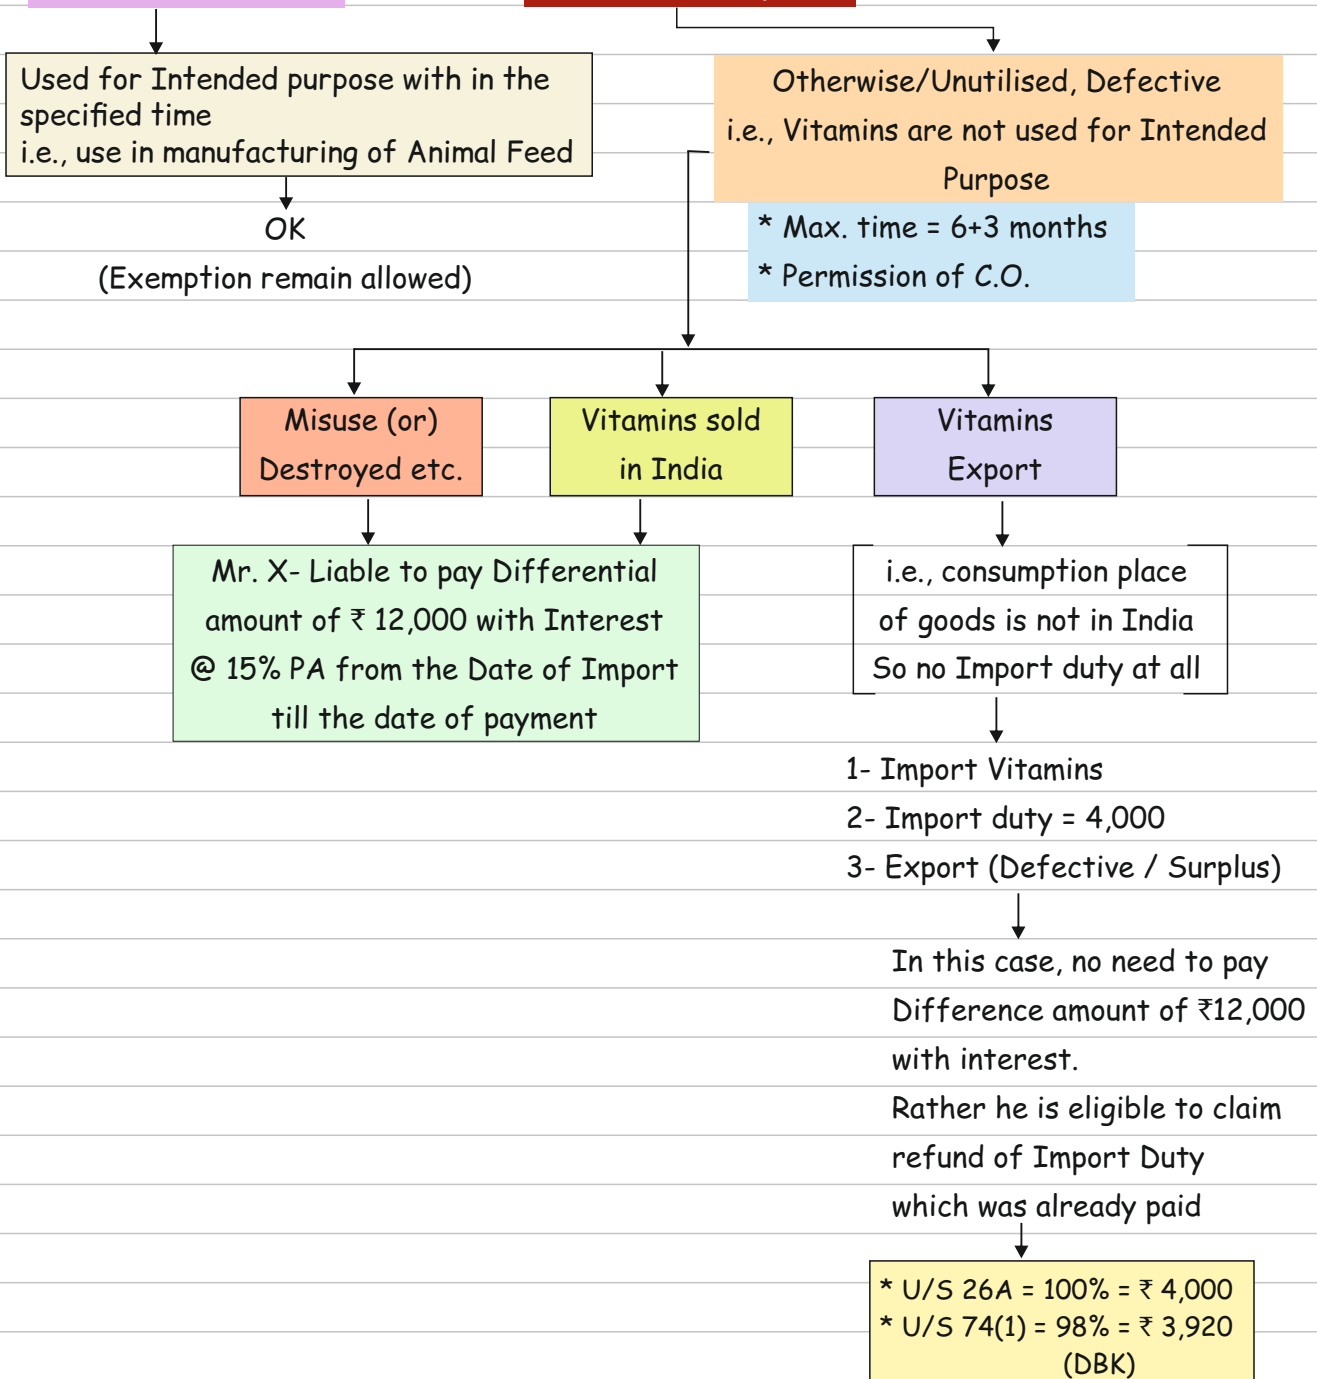 Used for Intended purpose with in the
specified time
i.e., use in manufacturing of Animal Feed
OK
(Exemption remain allowed)
Otherwise/Unutilised, Defective
i.e., Vitamins are not used for Intended
Purpose
* Max. time = 6+3 months
* Permission of C.O.
Misuse (or)
Destroyed etc.
Vitamins sold
in India
Vitamins
Export
Mr. X- Liable to pay Differential
amount of ₹ 12,000 with Interest
@ 15% PA from the Date of Import
till the date of payment
i.e., consumption place
of goods is not in India
So no Import duty at all
1- Import Vitamins
2- Import duty = 4,000
3- Export (Defective / Surplus)
In this case, no need to pay
Difference amount of ₹12,000
with interest.
Rather he is eligible to claim
refund of Import Duty
which was already paid
* U/S 26A = 100% = ₹ 4,000
* U/S 74(1) = 98% = ₹ 3,920
(DBK)